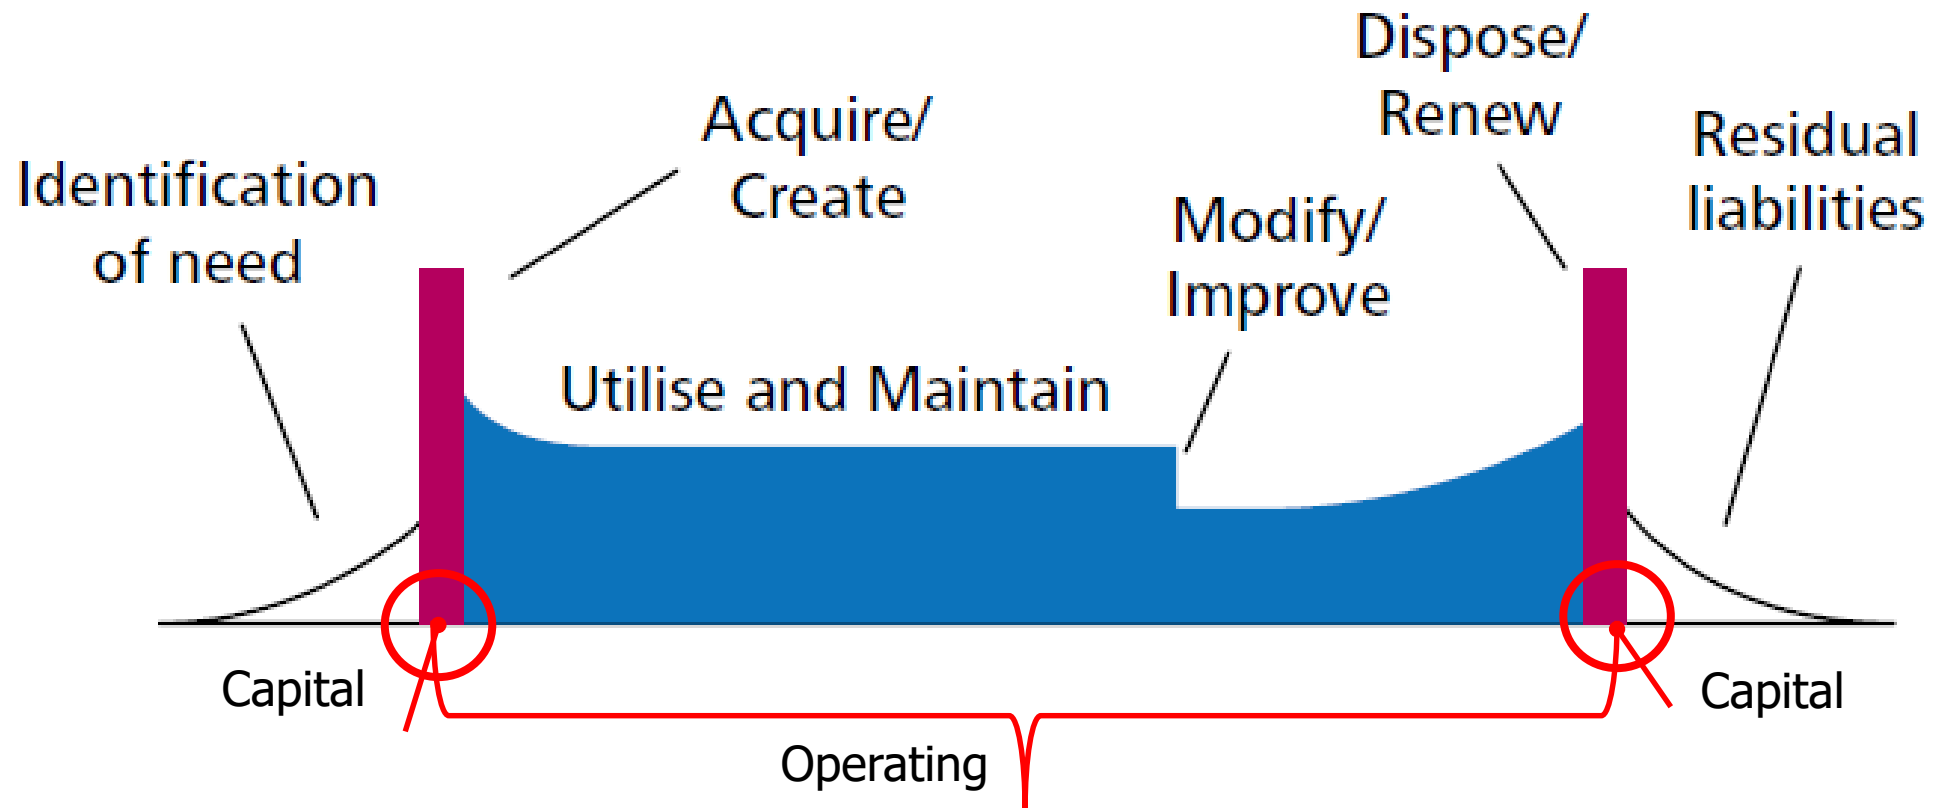 Identification
of need
Acquire/
Create
Utilise and Maintain
Modify/
Improve
Dispose/
Renew
Residual
liabilities
Capital
Operating
Capital